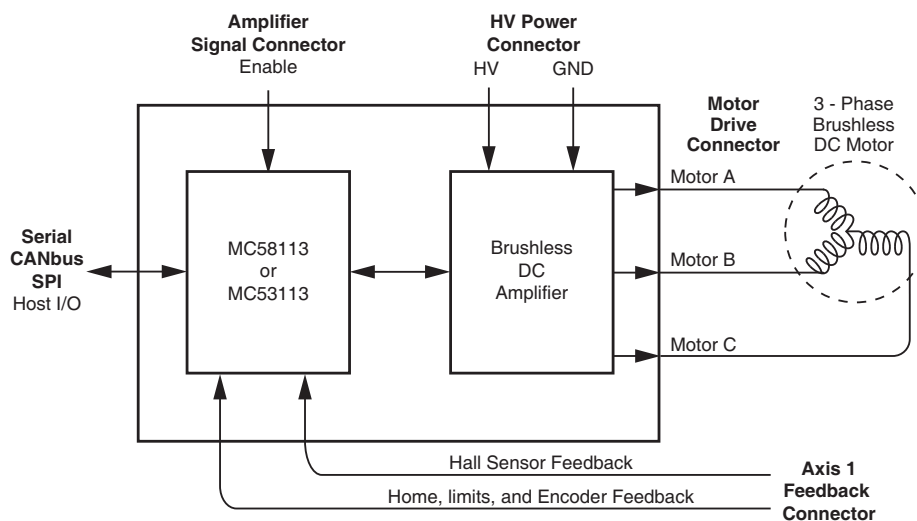 Amplifier
Signal Connector
Enable
HV Power
Connector
HV
GND
Motor
Drive
Connector
3 - Phase
Brushless
DC Motor
Motor A
Serial
CANbus
SPI
Host I/O
MC58113
or
MC53113
Brushless
DC
Amplifier
Motor B
Motor C
Hall Sensor Feedback
Home, limits, and Encoder Feedback
Axis 1
Feedback
Connector